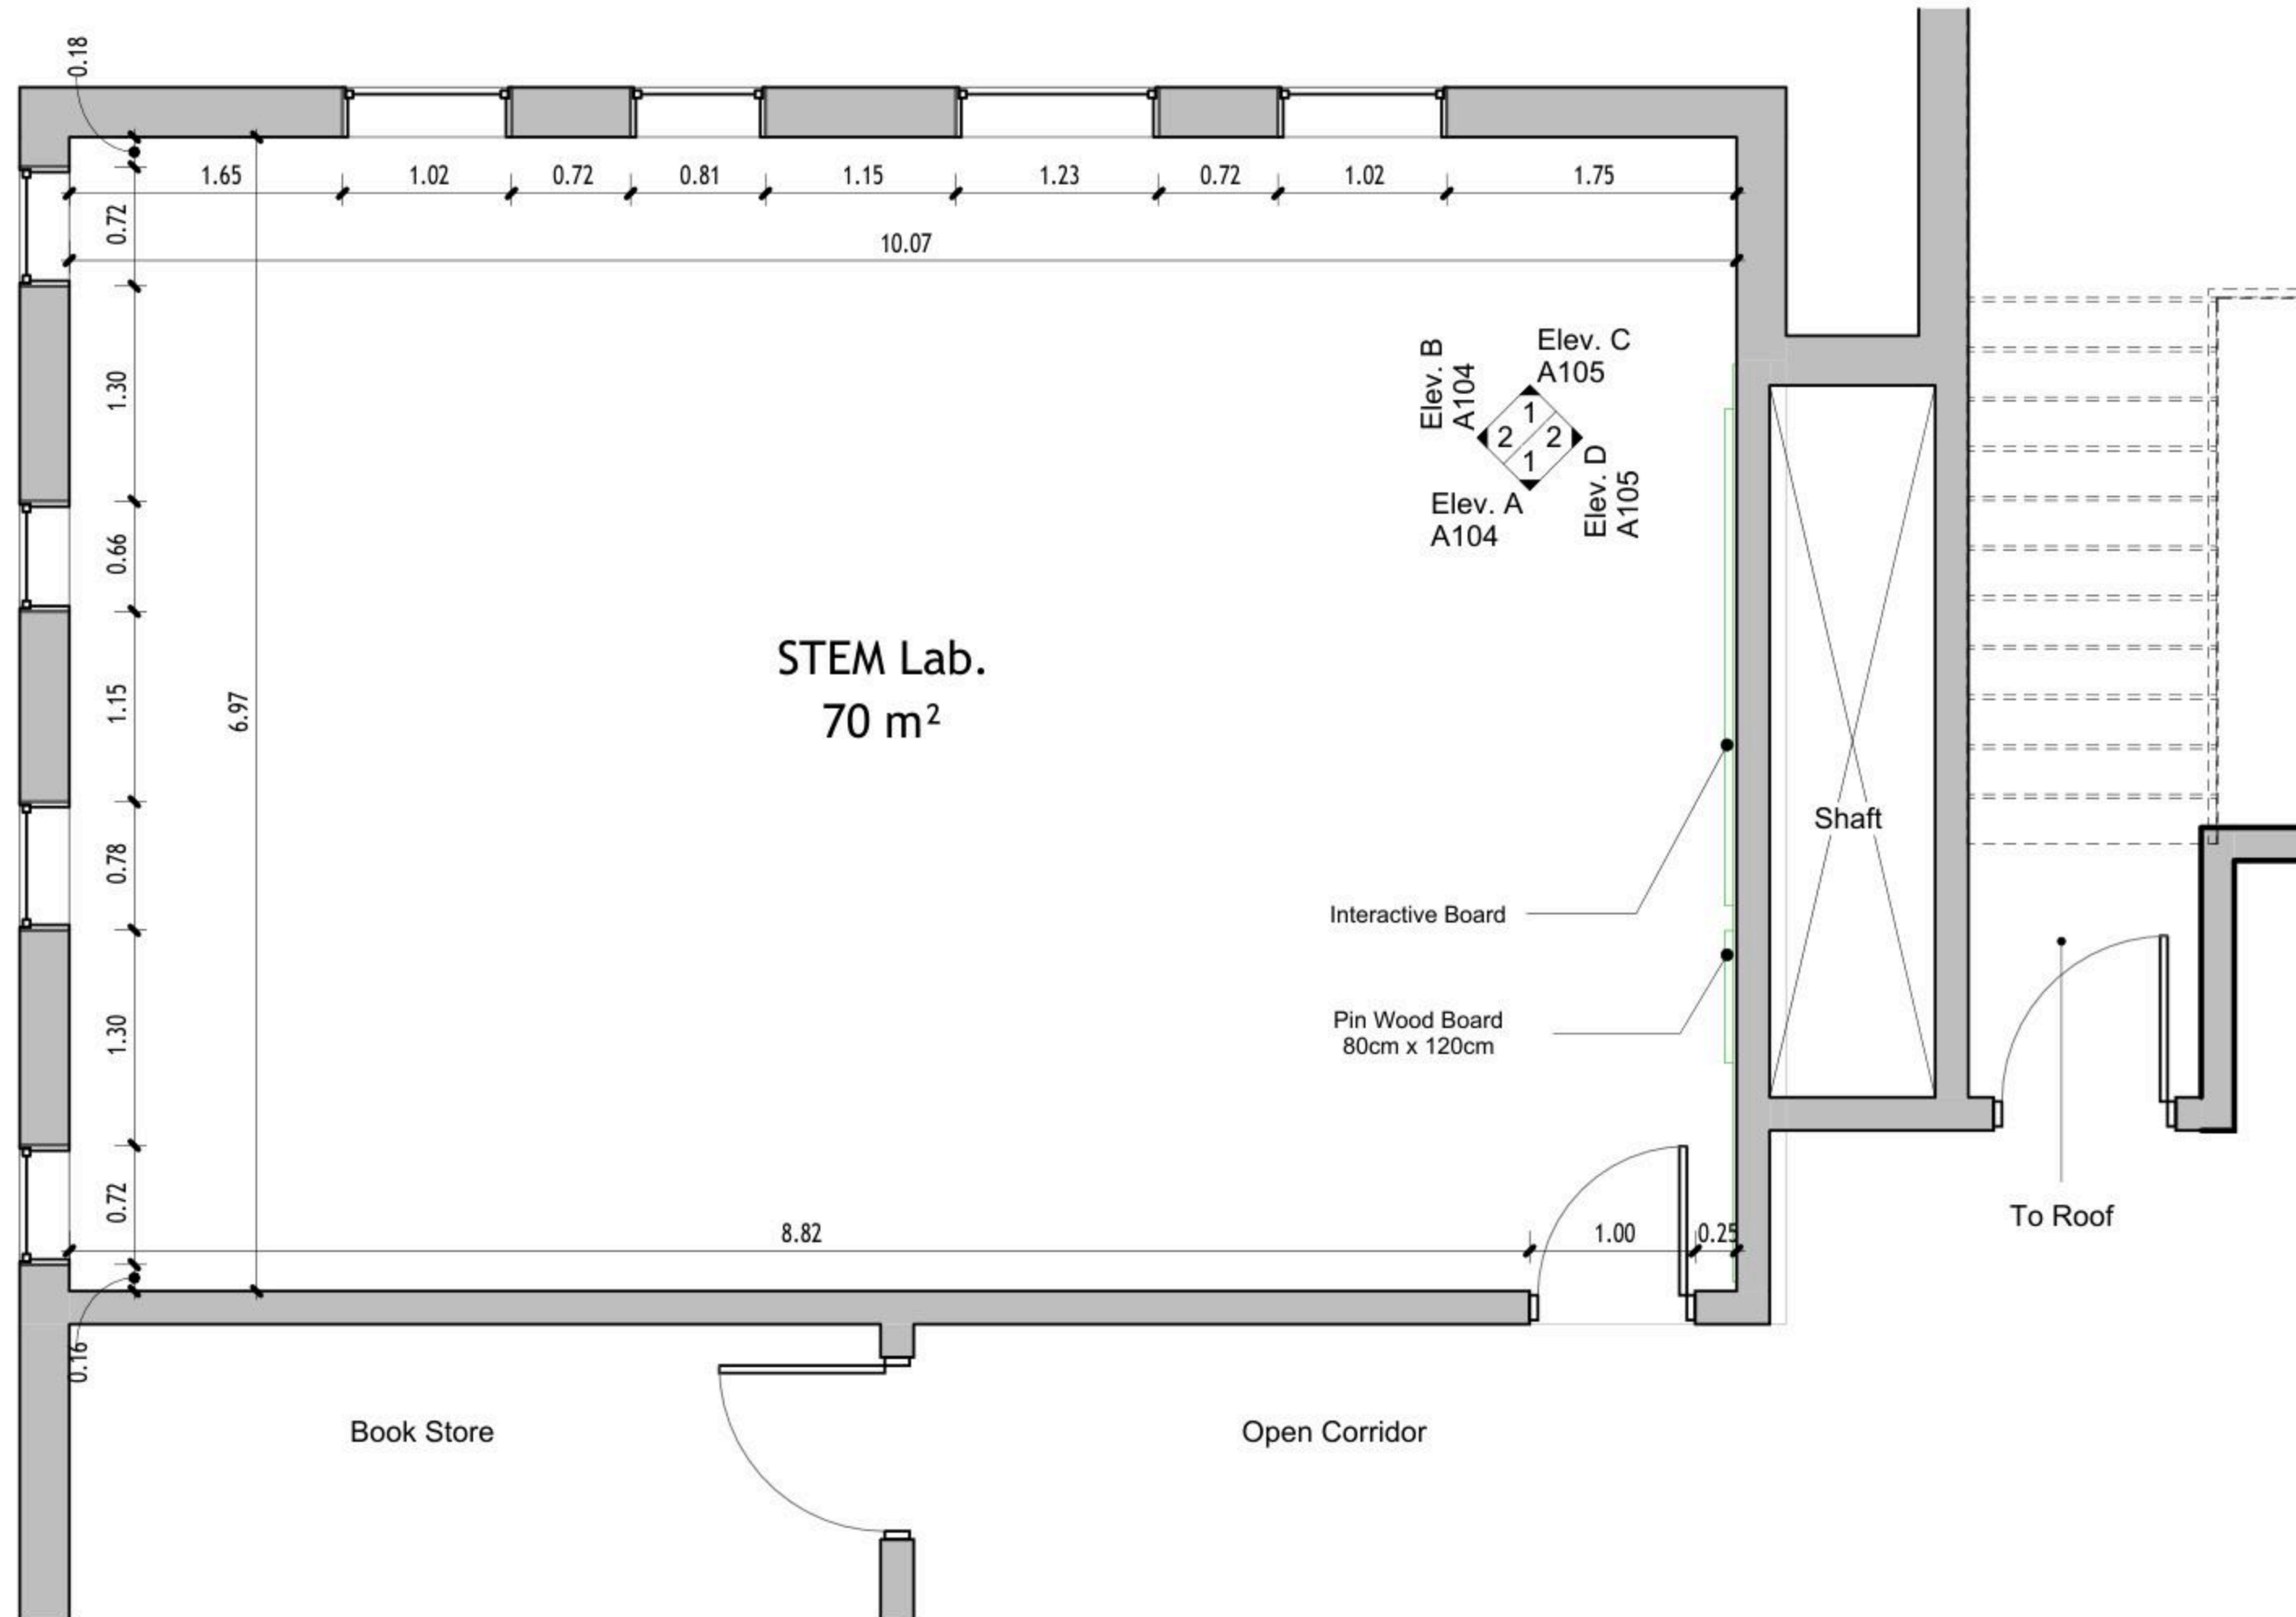 0.18
1.65
1.02
0.72
0.81
1.15
1.23
0.72
1.02
1.75
10.07
0.72
1.30
0.66
1.15
0.78
1.30
0.72
0.16
6.97
Elev. B
A104
Elev. C
A105
1
2
2
1
Elev. A
A104
Elev. D
A105
STEM Lab.
70 m²
Shaft
Interactive Board
Pin Wood Board
80cm x 120cm
8.82
1.00
0.25
To Roof
Book Store
Open Corridor